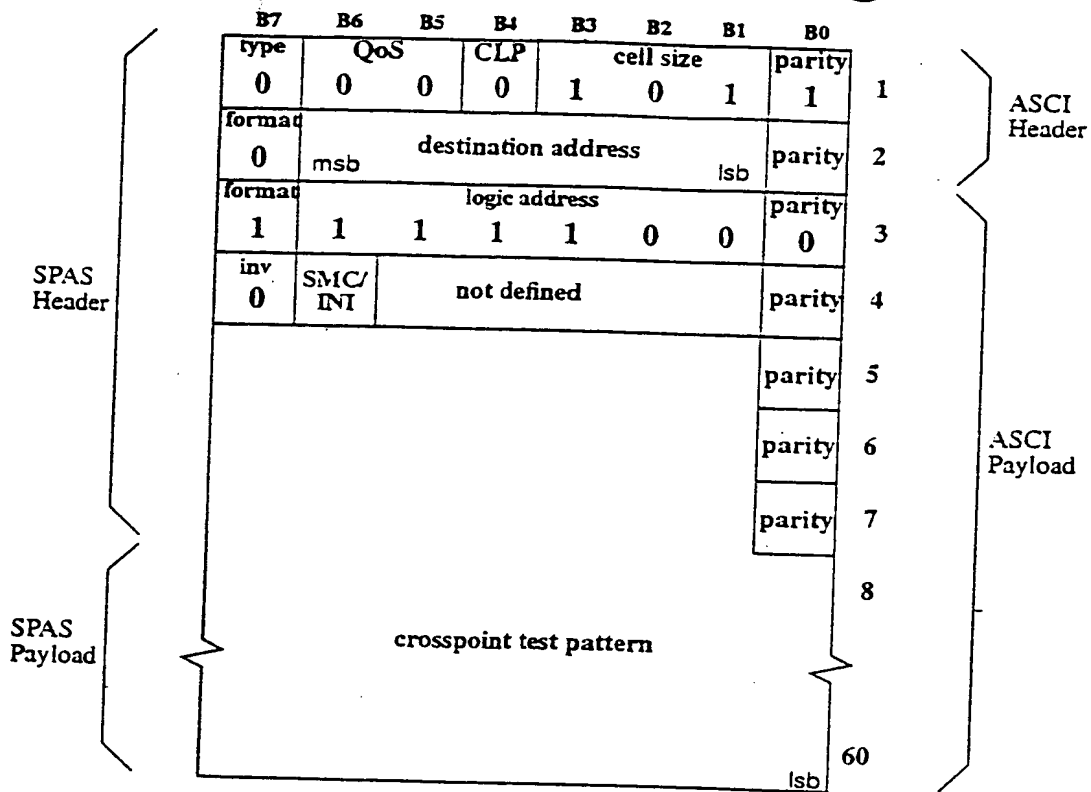 B7 B6 B5 B4 B3 B2 B1 B0
type QoS CLP cell size parity
0 0 0 0 1 0 1 1 1
ASCI
Header
format destination address parity 2
0 msb lsb
format logic address parity
1 1 1 1 1 0 0 0 3
SPAS
Header
inv SMC/ not defined parity 4
0 INI
parity 5
parity 6
ASCI
Payload
parity 7
8
SPAS
Payload
crosspoint test pattern
60
lsb